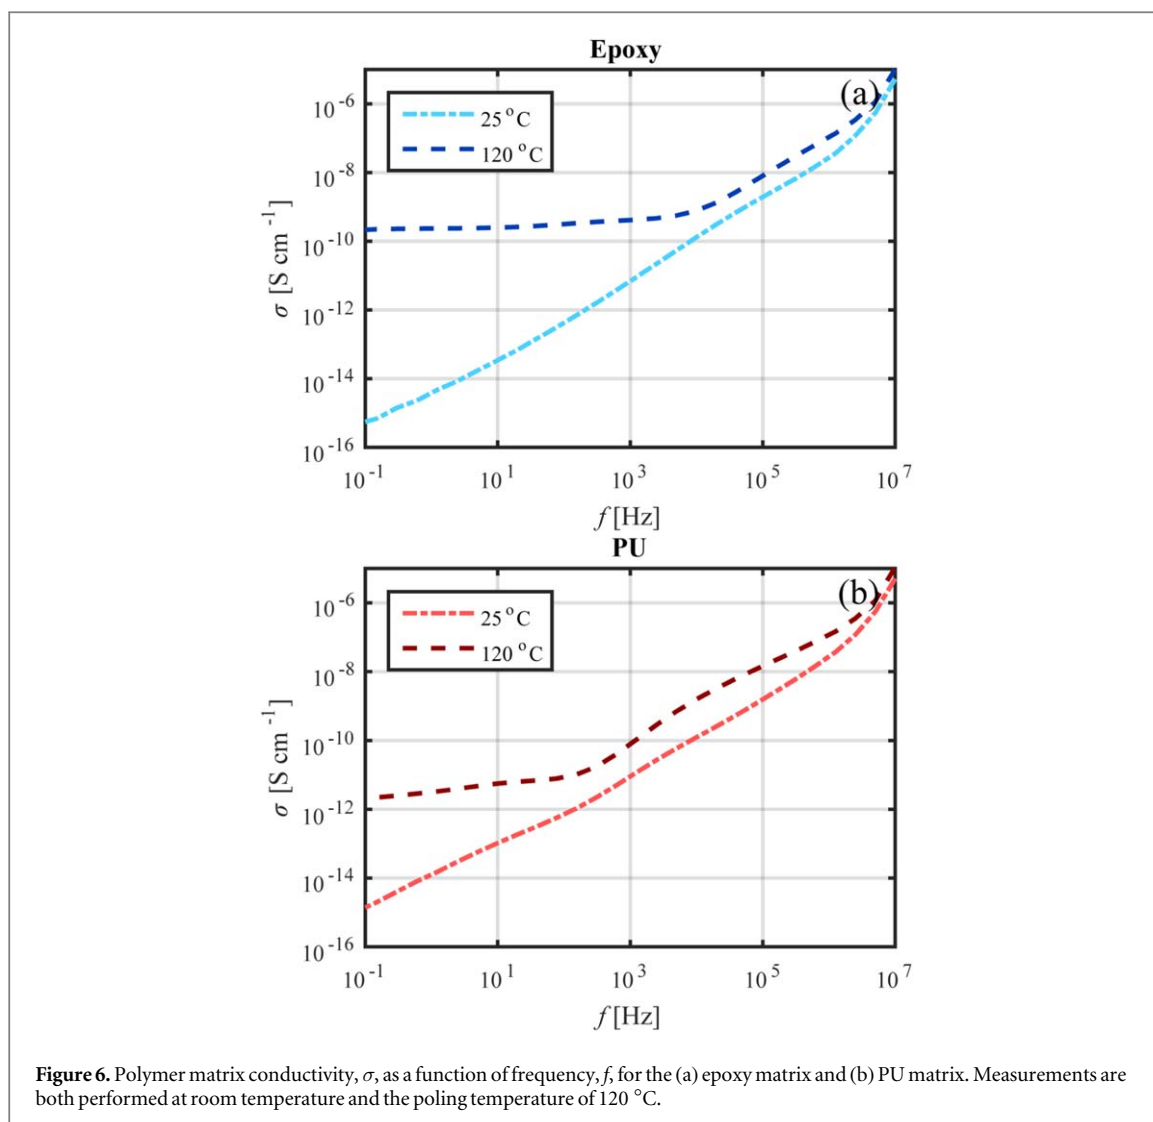 Epoxy
(a)
25 °C
120 °C
10^-6
10^-8
10^-10
10^-12
10^-14
10^-16
σ [S cm^-1]
10^-1 10^1 10^3 10^5 10^7
f [Hz]
PU
(b)
25 °C
120 °C
10^-6
10^-8
10^-10
10^-12
10^-14
10^-16
σ [S cm^-1]
10^-1 10^1 10^3 10^5 10^7
f [Hz]
Figure 6. Polymer matrix conductivity, σ, as a function of frequency, f, for the (a) epoxy matrix and (b) PU matrix. Measurements are
both performed at room temperature and the poling temperature of 120 °C.